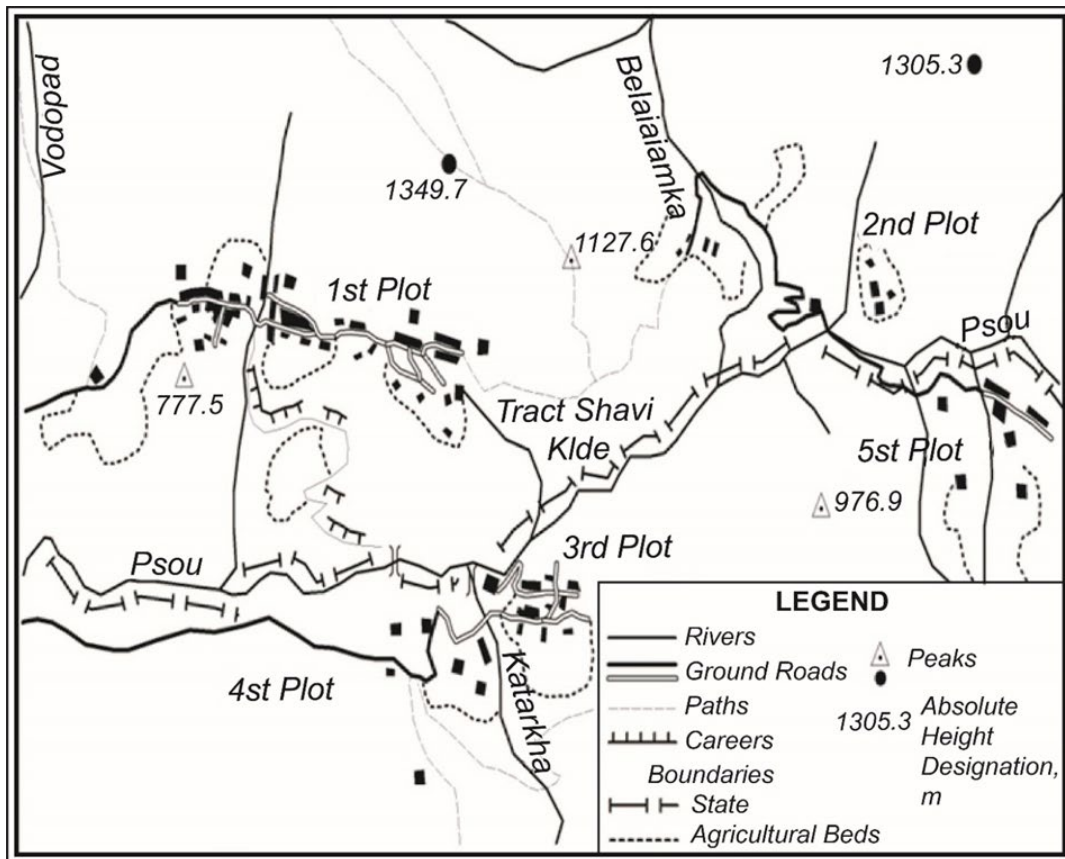 Vodopad
Belaiaiamka
1305.3
1349.7
1127.6
2nd Plot
1st Plot
Psou
777.5
Tract Shavi
Klde
5st Plot
976.9
Psou
3rd Plot
4st Plot
Katarkha
LEGEND
Rivers
Ground Roads
Paths
Careers
Boundaries
State
Agricultural Beds
Peaks
1305.3 Absolute
Height
Designation,
m